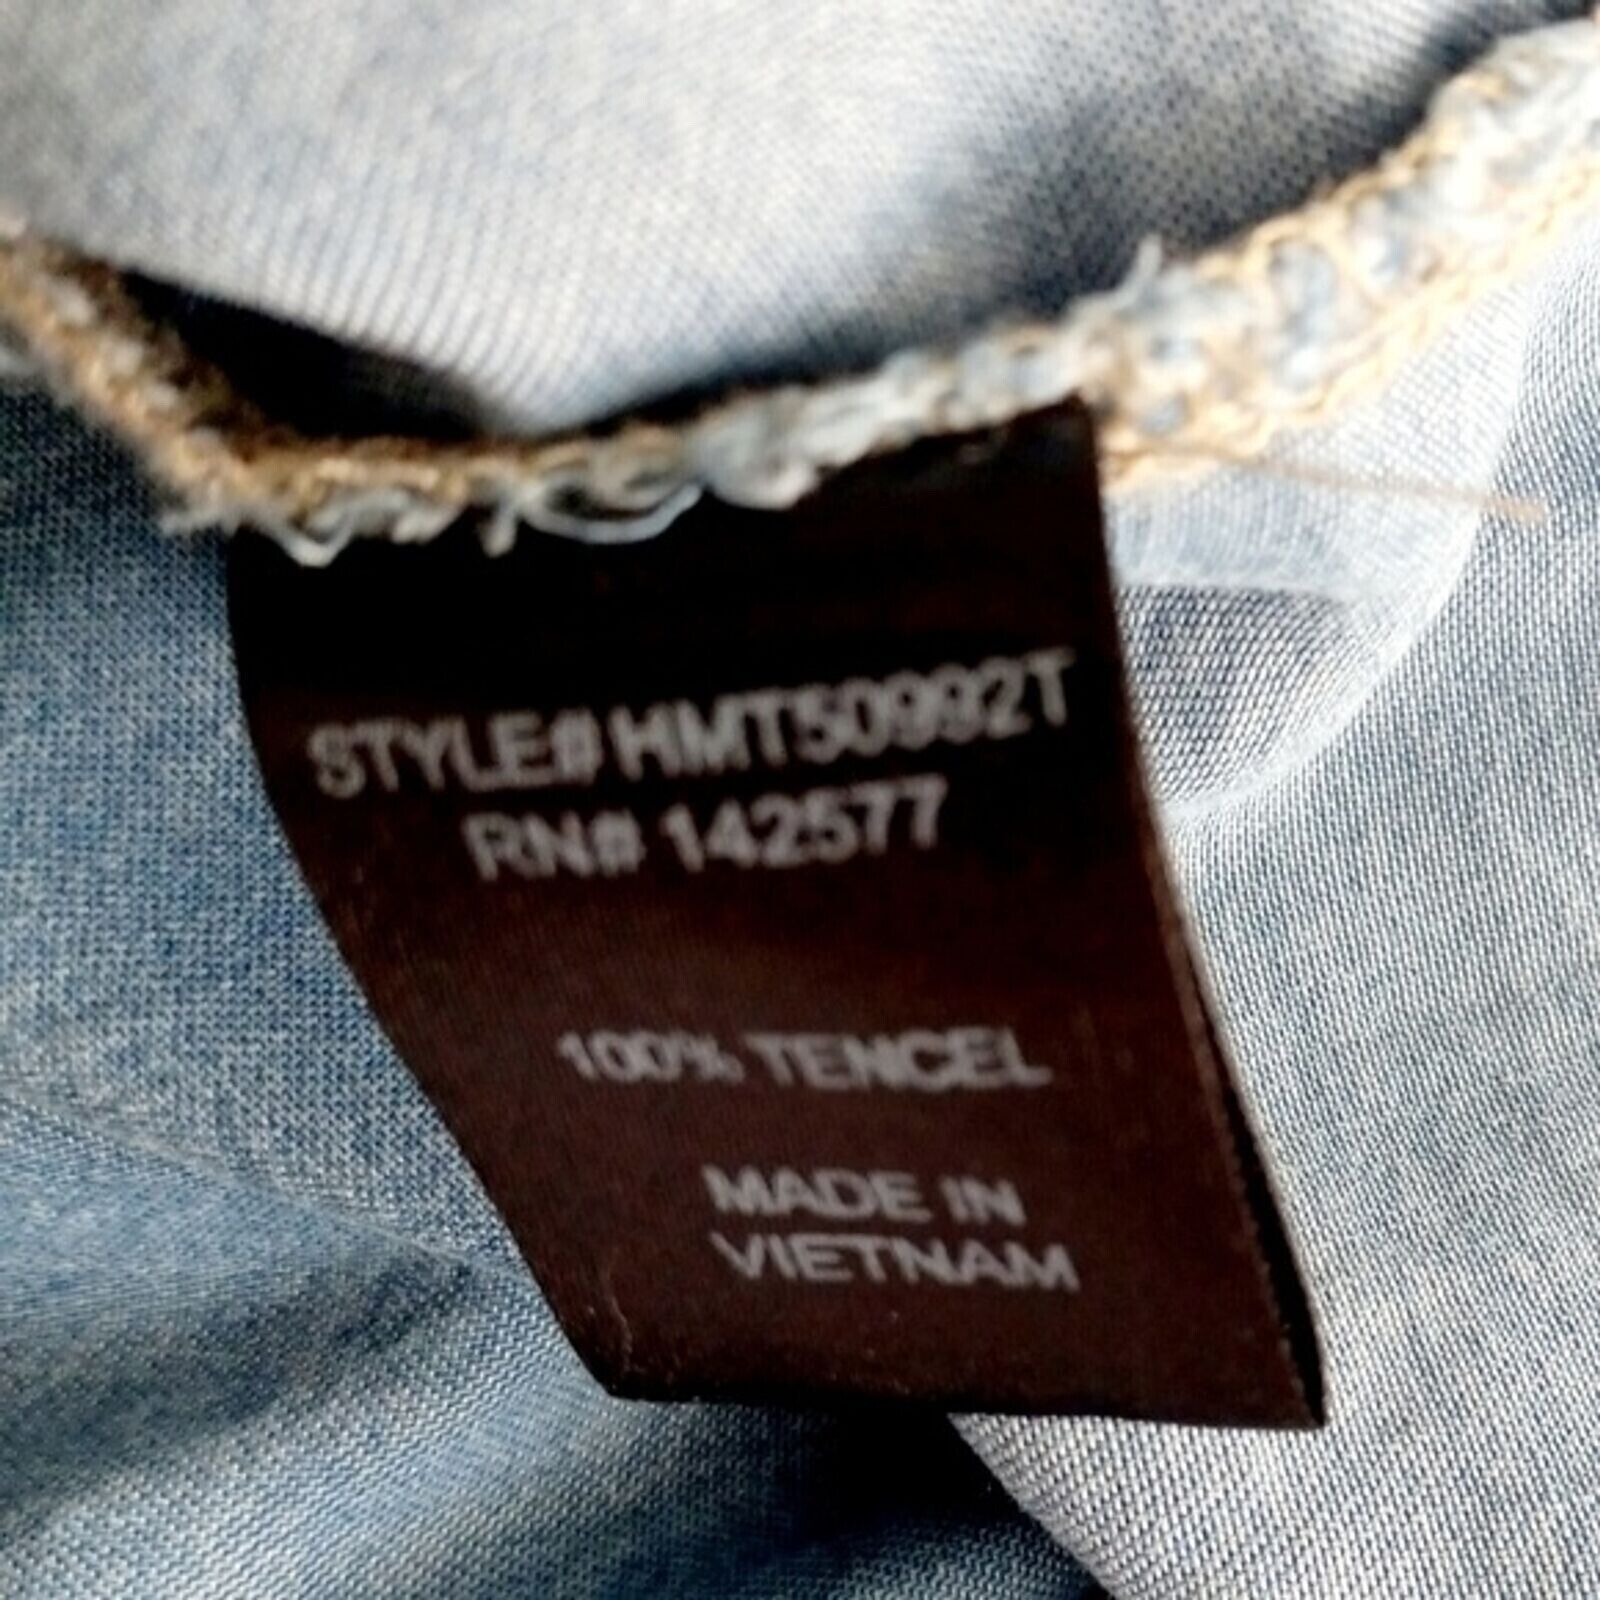 STYLE# HMT50992T
RN# 142577
100% TENCEL
MADE IN
VIETNAM